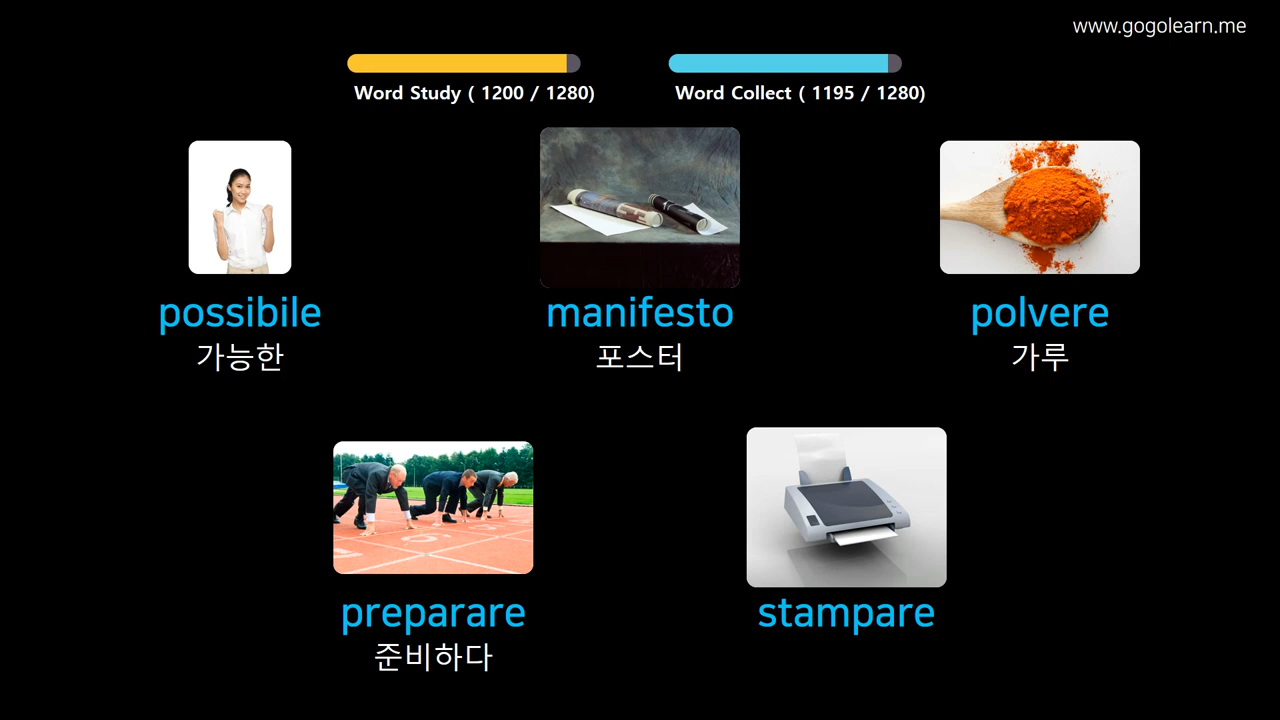 www.gogolearn.me
Word Study ( 1200 / 1280)
Word Collect ( 1195 / 1280)
possibile
가능한
manifesto
포스터
polvere
가루
preparare
준비하다
stampare